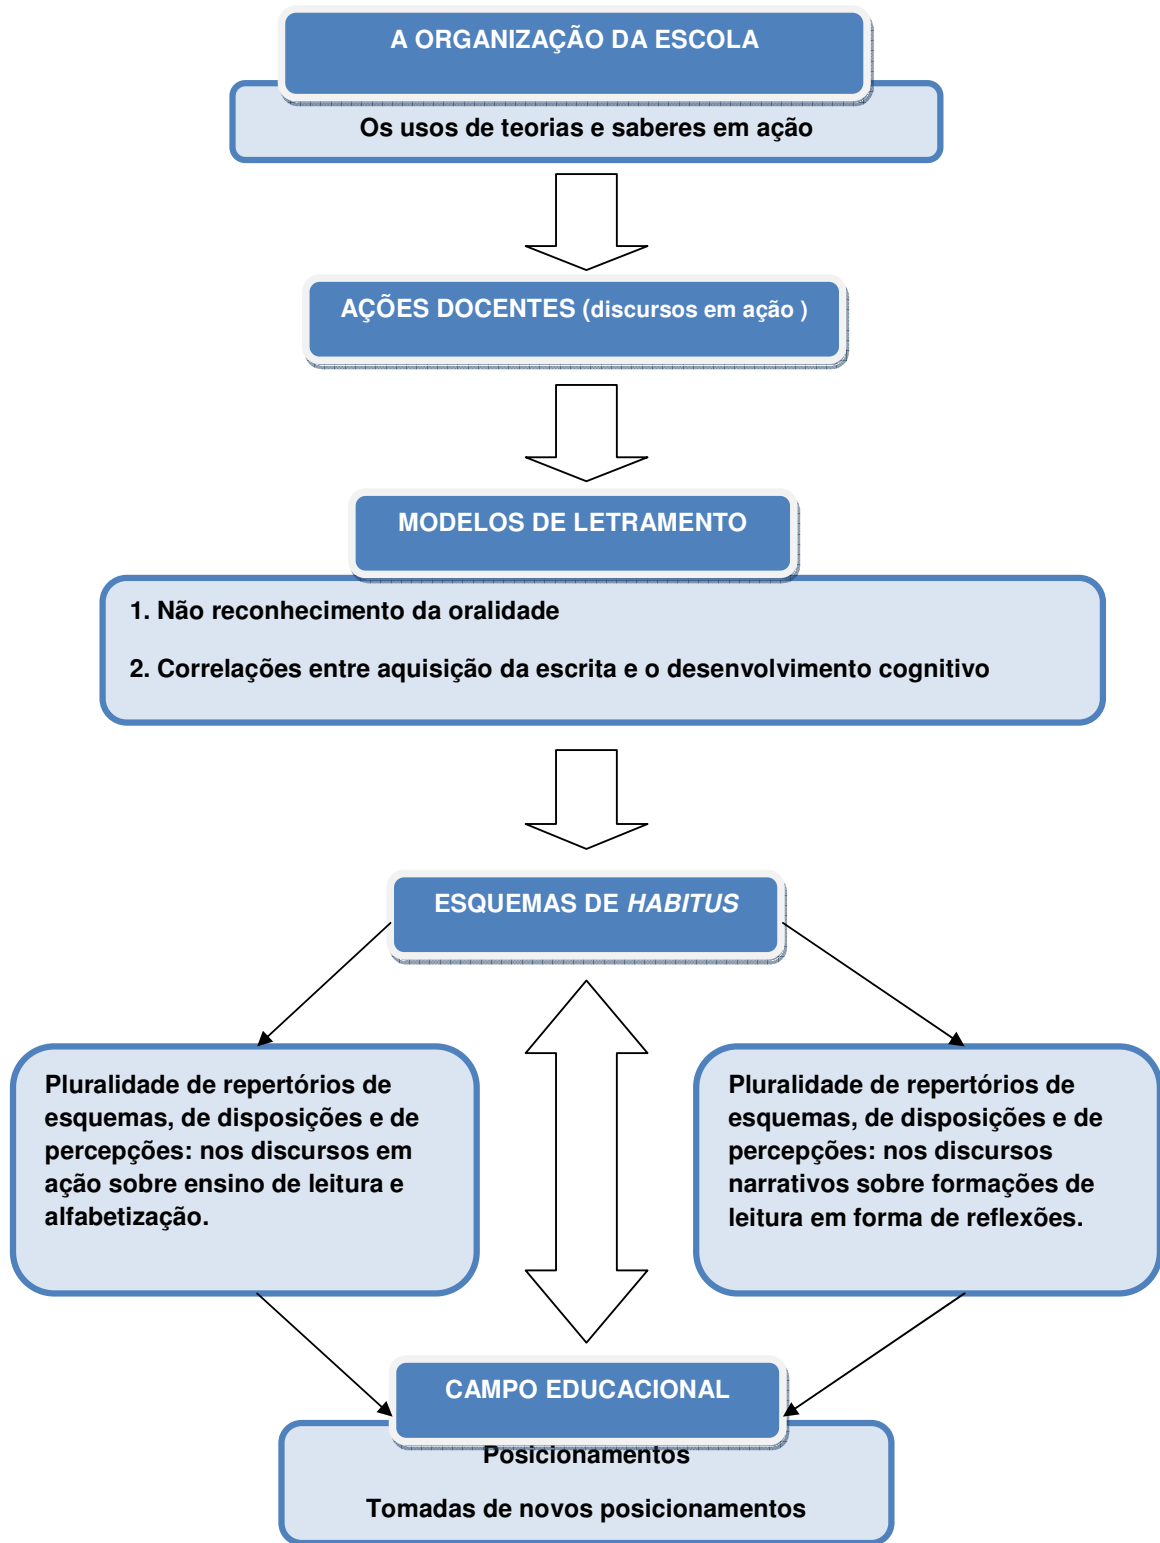 A ORGANIZAÇÃO DA ESCOLA
Os usos de teorias e saberes em ação
AÇÕES DOCENTES (discursos em ação )
MODELOS DE LETRAMENTO
1. Não reconhecimento da oralidade
2. Correlações entre aquisição da escrita e o desenvolvimento cognitivo
ESQUEMAS DE HABITUS
Pluralidade de repertórios de
esquemas, de disposições e de
percepções: nos discursos em
ação sobre ensino de leitura e
alfabetização.
Pluralidade de repertórios de
esquemas, de disposições e de
percepções: nos discursos
narrativos sobre formações de
leitura em forma de reflexões.
CAMPO EDUCACIONAL
Posicionamentos
Tomadas de novos posicionamentos